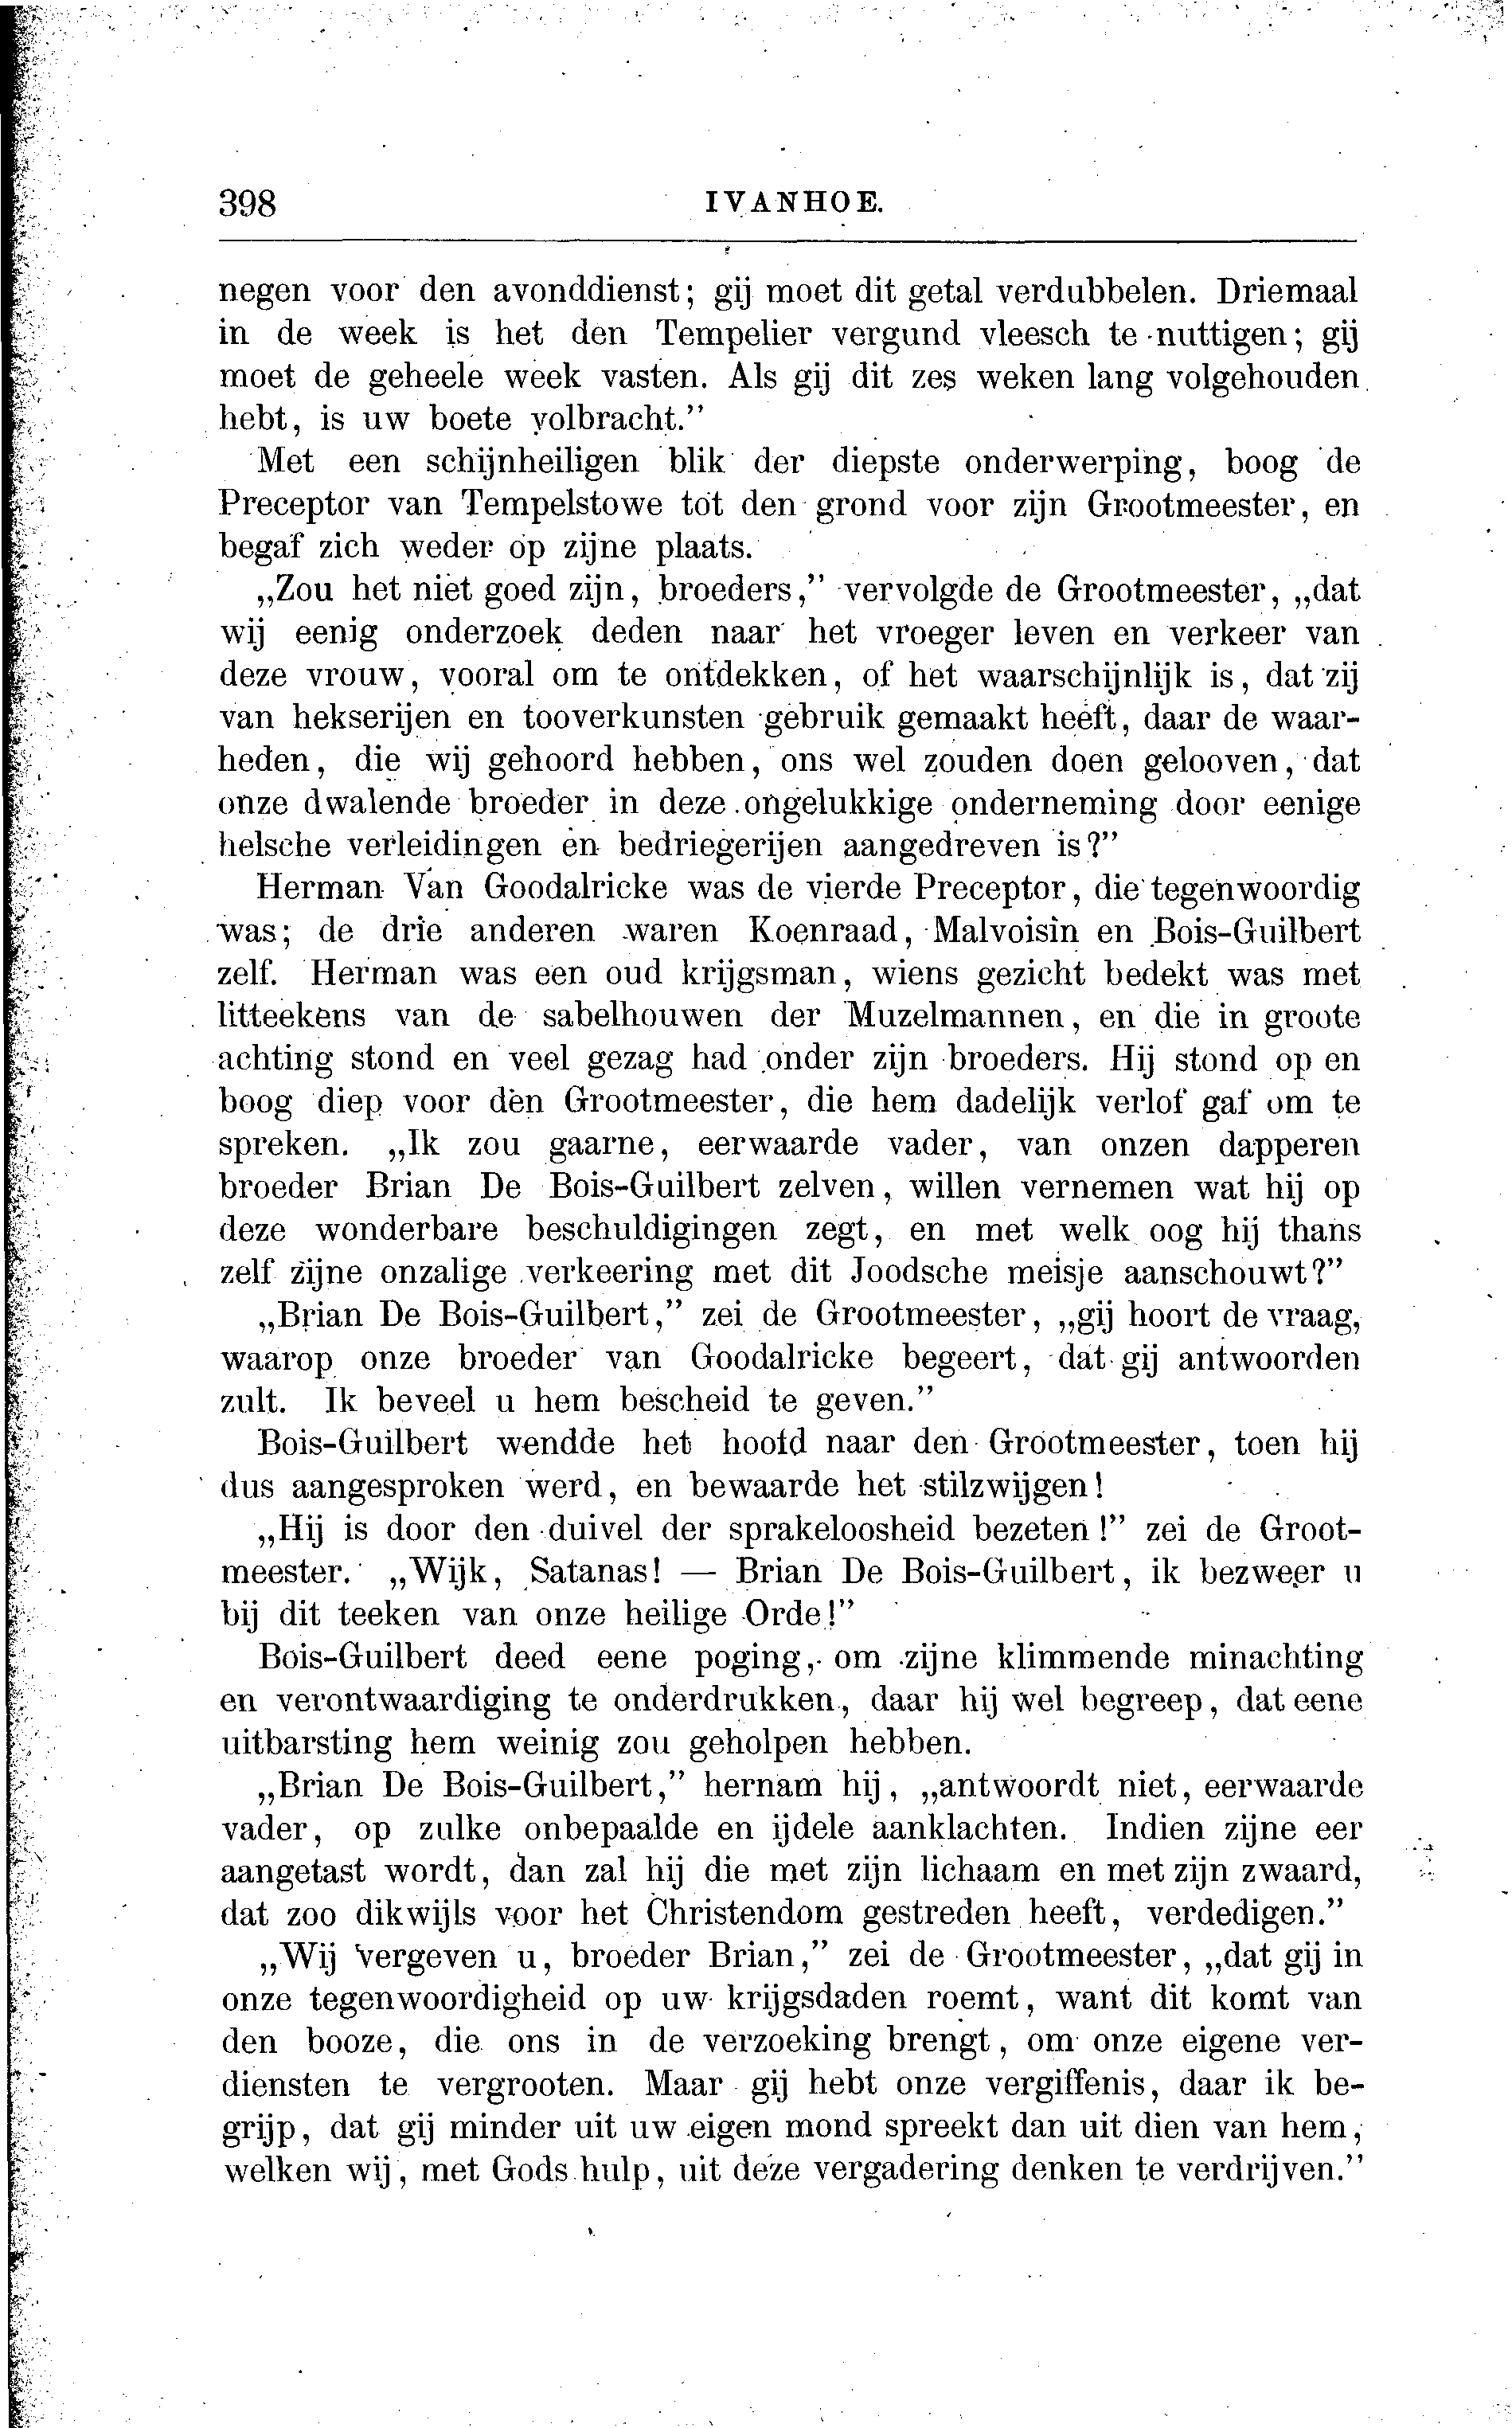 398
IVANHOE.
negen voor den avonddienst; gij moet dit getal verdubbelen. Driemaal
in de week is het den Tempelier vergund vleesch te nuttigen; gij
moet de geheele week vasten. Als gij dit zes weken lang volgehouden
hebt, is uw boete volbracht.”
Met een schijnheiligen blik der diepste onderwerping, boog de
Preceptor van Tempelstowe tot den grond voor zijn Grootmeester, en
begaf zich weder op zijne plaats.
„Zou het niet goed zijn, broeders,” vervolgde de Grootmeester, „dat
wij eenig onderzoek deden naar het vroeger leven en verkeer van
deze vrouw, vooral om te ontdekken, of het waarschijnlijk is, dat zij
van hekserijen en tooverkunsten gebruik gemaakt heeft, daar de waar-
heden, die wij gehoord hebben, ons wel zouden doen gelooven, dat
onze dwalende broeder in deze ongelukkige onderneming door eenige
helsche verleidingen en bedriegerijen aangedreven is?”
Herman Van Goodalricke was de vierde Preceptor, die tegenwoordig
was; de drie anderen waren Koenraad, Malvoisin en Bois-Guilbert
zelf. Herman was een oud krijgsman, wiens gezicht bedekt was met
litteekens van de sabelhouwen der Muzelmannen, en die in groote
achting stond en veel gezag had onder zijn broeders. Hij stond op en
boog diep voor den Grootmeester, die hem dadelijk verlof gaf om te
spreken. „Ik zou gaarne, eerwaarde vader, van onzen dapperen
broeder Brian De Bois-Guilbert zelven, willen vernemen wat hij op
deze wonderbare beschuldigingen zegt, en met welk oog hij thans
zelf zijne onzalige verkeering met dit Joodsche meisje aanschouwt?”
„Brian De Bois-Guilbert,” zei de Grootmeester, „gij hoort de vraag,
waarop onze broeder van Goodalricke begeert, dat gij antwoorden
zult. Ik beveel u hem bescheid te geven.”
Bois-Guilbert wendde het hoofd naar den Grootmeester, toen hij
dus aangesproken werd, en bewaarde het stilzwijgen!
„Hij is door den duivel der sprakeloosheid bezeten!” zei de Groot-
meester. „Wijk, Satanas! — Brian De Bois-Guilbert, ik bezweer u
bij dit teeken van onze heilige Orde!”
Bois-Guilbert deed eene poging, om zijne klimmende minachting
en verontwaardiging te onderdrukken, daar hij wel begreep, dat eene
uitbarsting hem weinig zou geholpen hebben.
„Brian De Bois-Guilbert,” hernam hij, „antwoordt niet, eerwaarde
vader, op zulke onbepaalde en ijdele aanklachten. Indien zijne eer
aangetast wordt, dan zal hij die met zijn lichaam en met zijn zwaard,
dat zoo dikwijls voor het Christendom gestreden heeft, verdedigen.”
„Wij vergeven u, broeder Brian,” zei de Grootmeester, „dat gij in
onze tegenwoordigheid op uw krijgsdaden roemt, want dit komt van
den booze, die ons in de verzoeking brengt, om onze eigene ver-
diensten te vergrooten. Maar gij hebt onze vergiffenis, daar ik be-
grijp, dat gij minder uit uw eigen mond spreekt dan uit dien van hem,
welken wij, met Gods hulp, uit deze vergadering denken te verdrijven.”